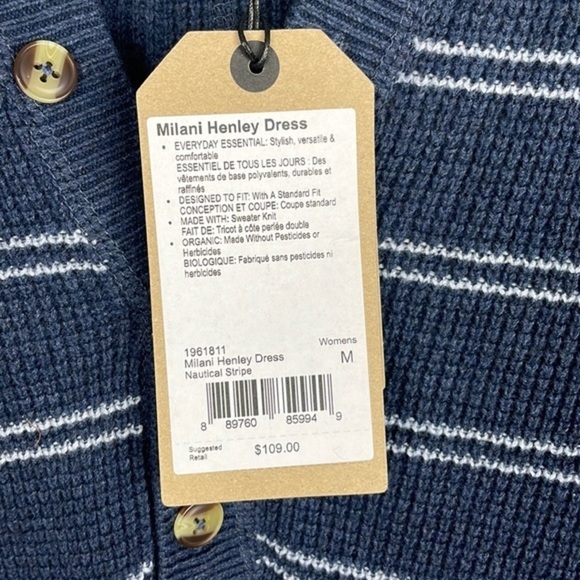 Milani Henley Dress
• EVERYDAY ESSENTIAL: Stylish, versatile &
comfortable
ESSENTIEL DE TOUS LES JOURS : Des
vêtements de base polyvalents, durables et
raffinés
• DESIGNED TO FIT: With A Standard Fit
CONCEPTION ET COUPE: Coupe standard
• MADE WITH: Sweater Knit
FAIT DE: Tricot à côte perlée double
• ORGANIC: Made Without Pesticides or
Herbicides
BIOLOGIQUE: Fabriqué sans pesticides ni
herbicides
1961811 Womens
Milani Henley Dress M
Nautical Stripe
8 89760 85994 9
Suggested
Retail $109.00